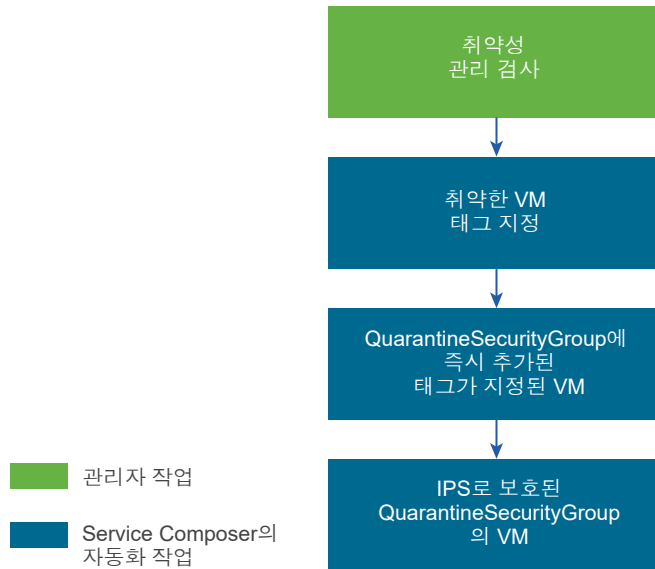 취약성
관리 검사
취약한 VM
태그 지정
QuarantineSecurityGroup에
즉시 추가된
태그가 지정된 VM
IPS로 보호된
QuarantineSecurityGroup
의 VM
관리자 작업
Service Composer의
자동화 작업